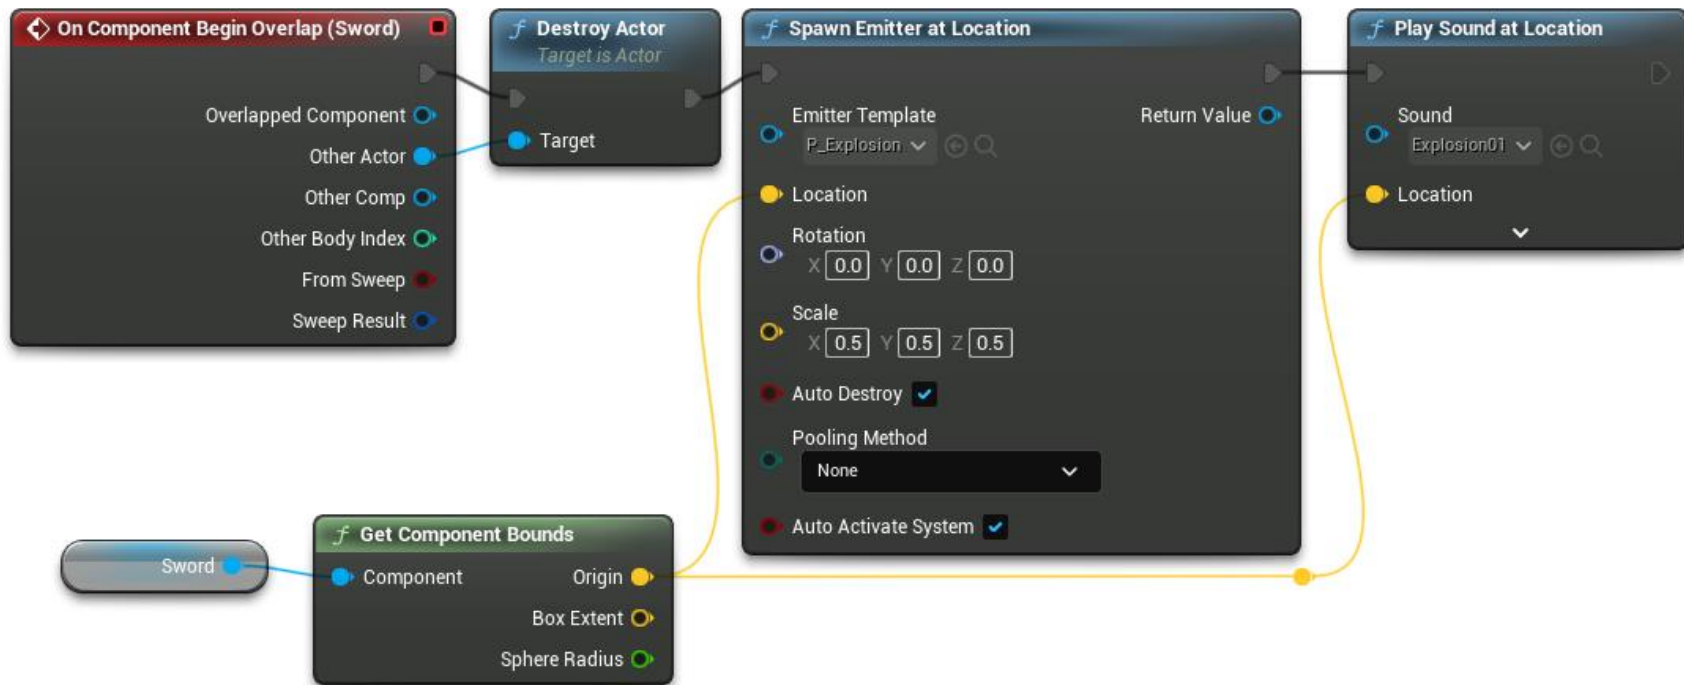 On Component Begin Overlap (Sword)
Overlapped Component
Other Actor
Other Comp
Other Body Index
From Sweep
Sweep Result
Destroy Actor
Target is Actor
Target
Spawn Emitter at Location
Emitter Template
P_Explosion
Return Value
Location
Rotation
X 0.0 Y 0.0 Z 0.0
Scale
X 0.5 Y 0.5 Z 0.5
Auto Destroy
Pooling Method
None
Auto Activate System
Play Sound at Location
Sound
Explosion01
Location
Sword
Get Component Bounds
Component
Origin
Box Extent
Sphere Radius